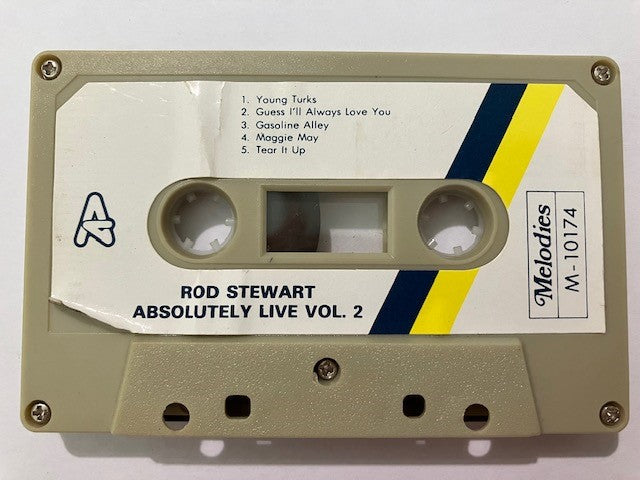 1. Young Turks
2. Guess I'll Always Love You
3. Gasoline Alley
4. Maggie May
5. Tear It Up
A
ROD STEWART
ABSOLUTELY LIVE VOL. 2
Melodies
M-10174